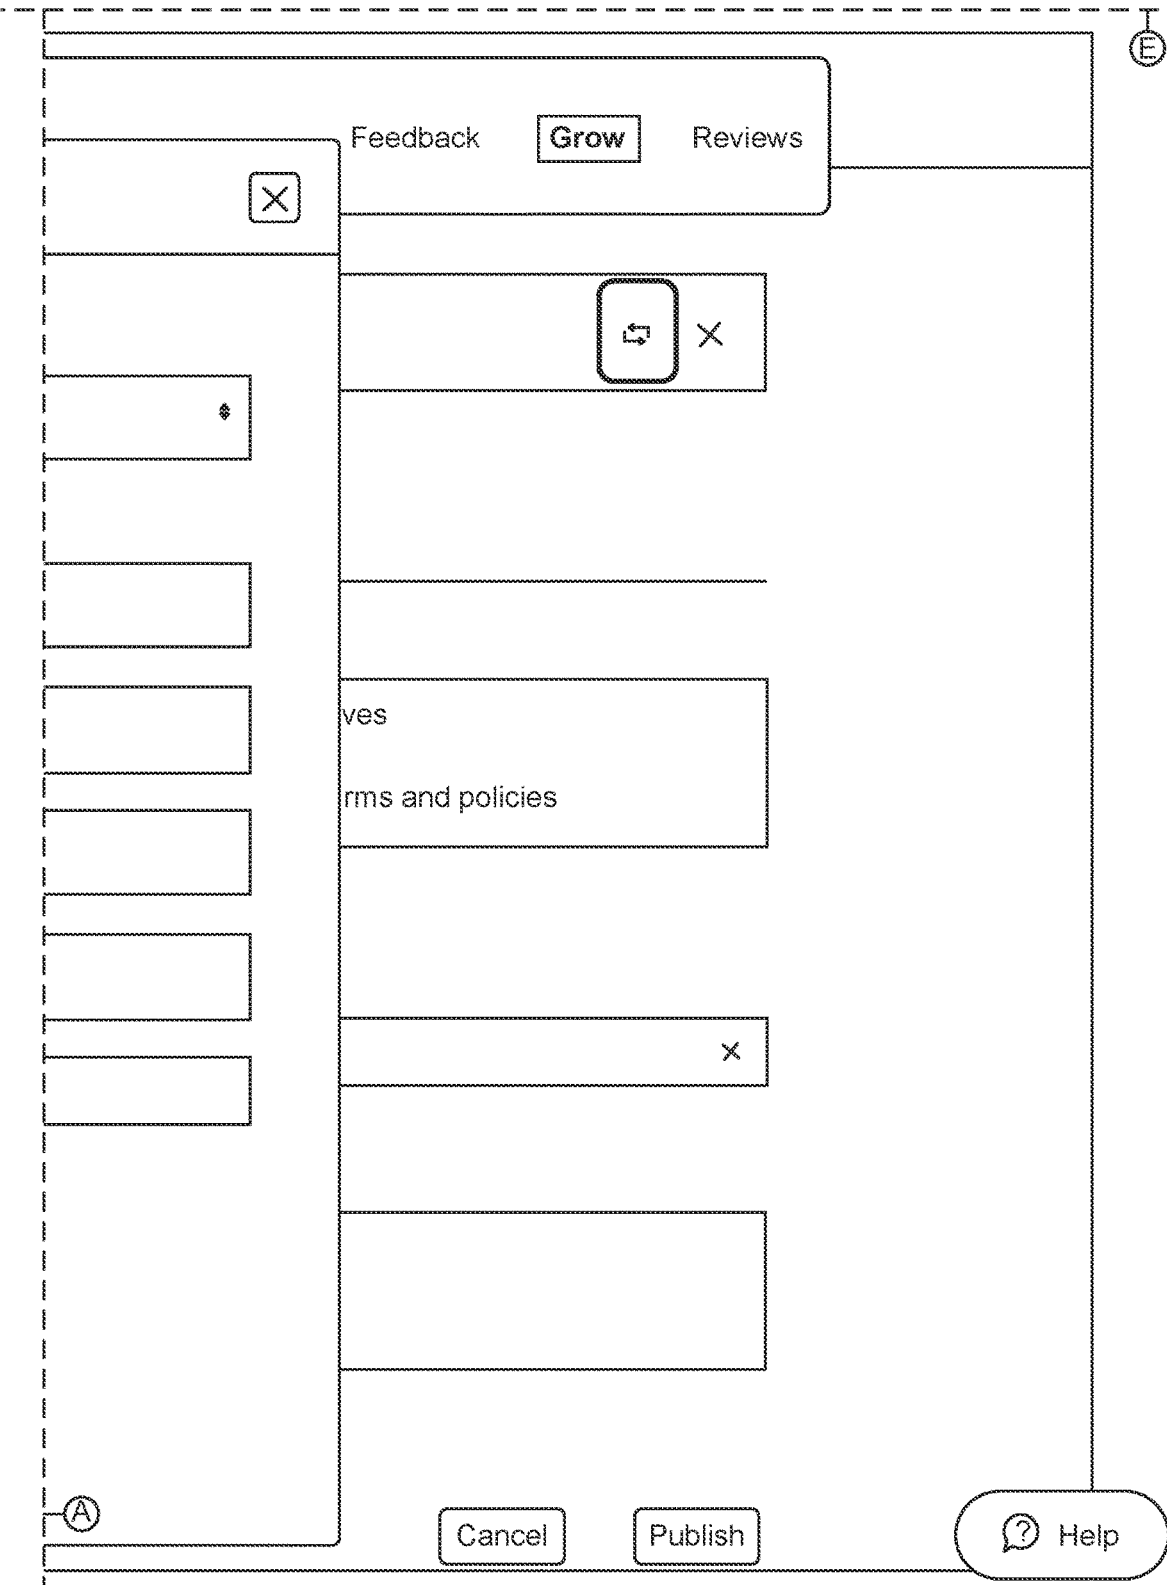 E
Feedback Grow Reviews
ves
rms and policies
A
Cancel Publish
? Help